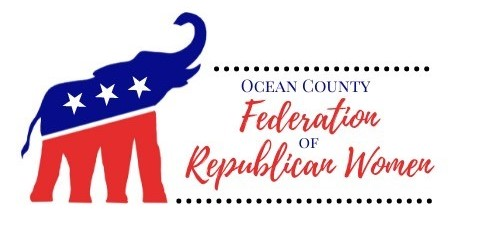 Ocean County
Federation
of
Republican Women